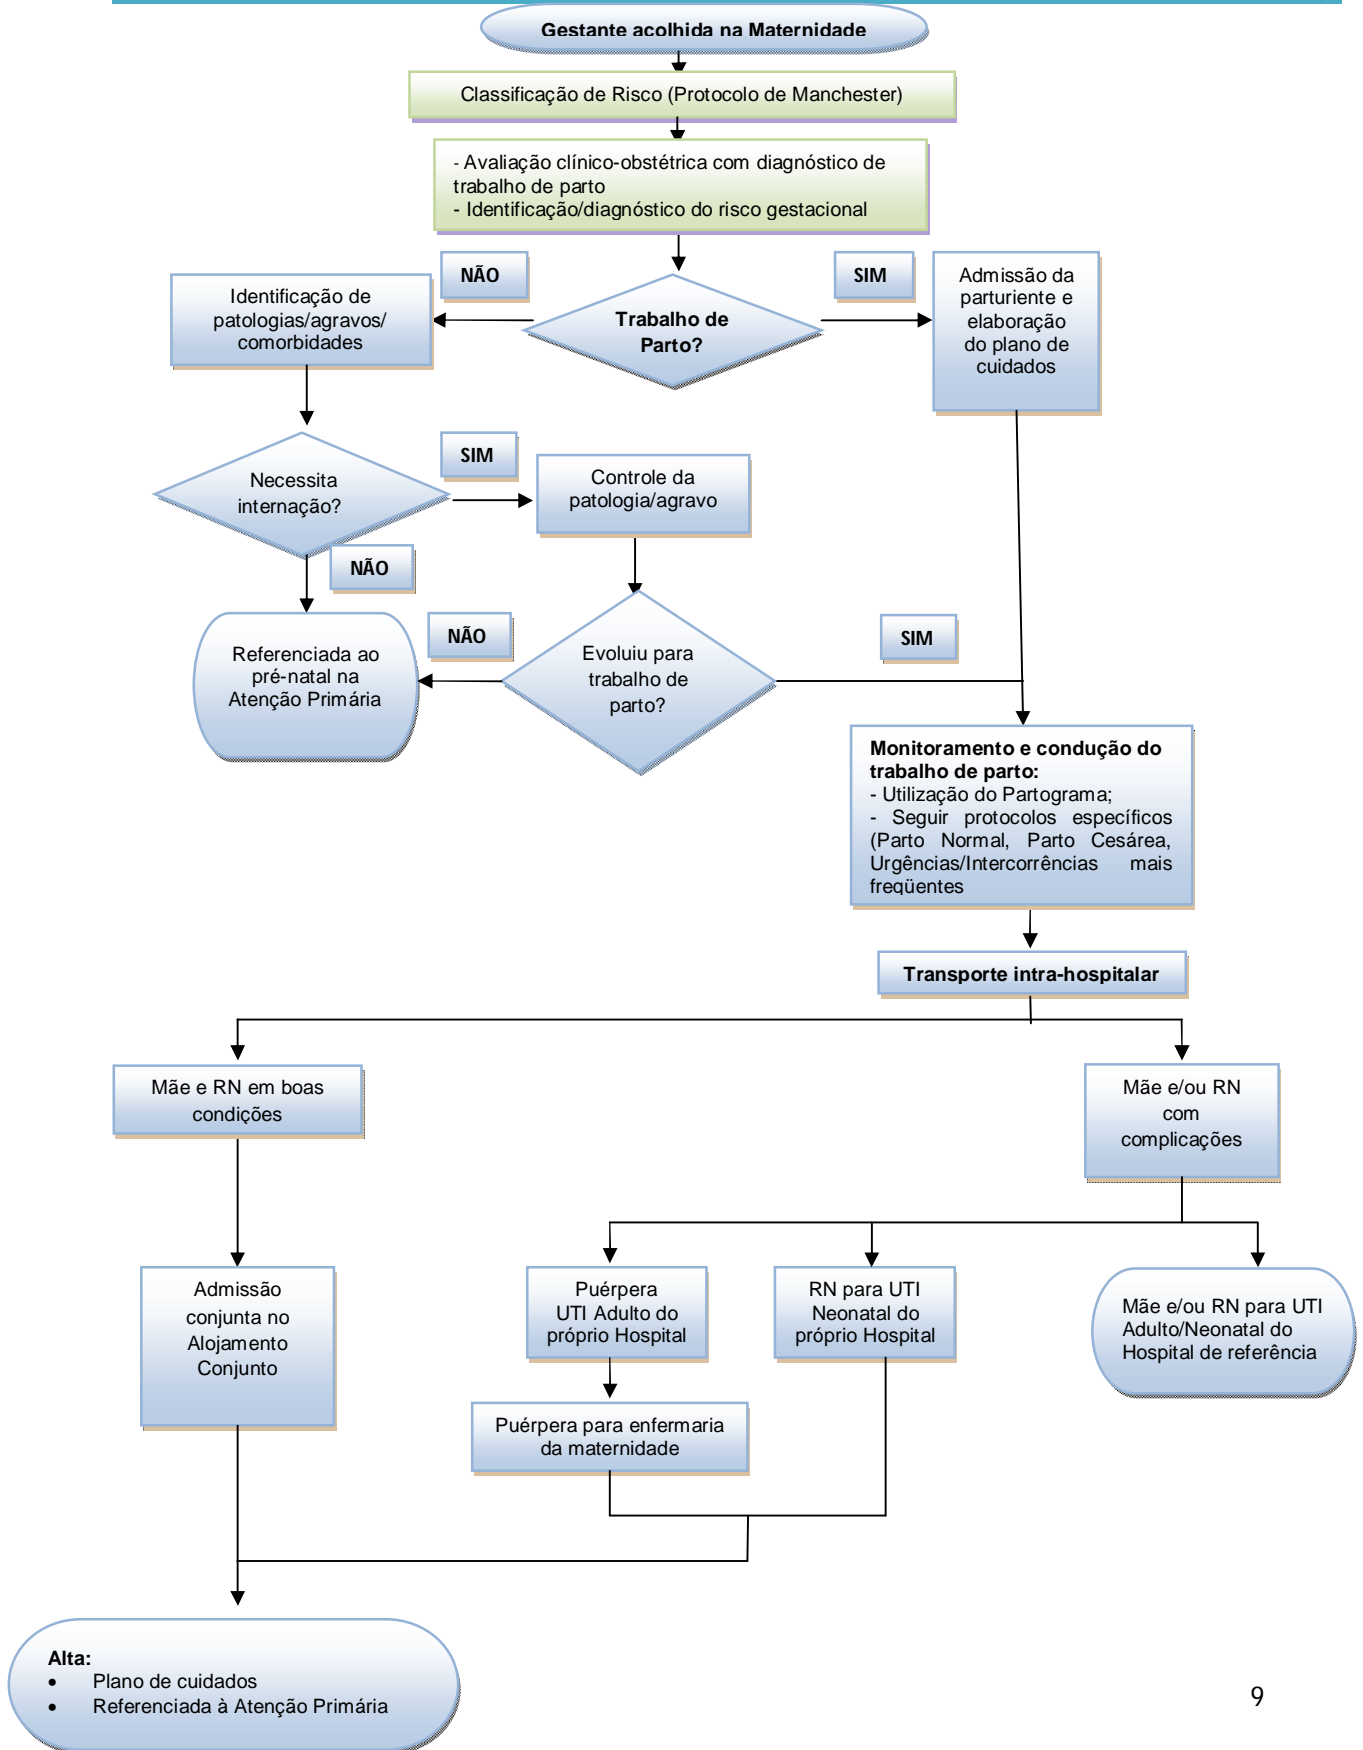 Gestante acolhida na Maternidade
Classificação de Risco (Protocolo de Manchester)
- Avaliação clínico-obstétrica com diagnóstico de
trabalho de parto
- Identificação/diagnóstico do risco gestacional
NÃO
SIM
Identificação de
patologias/agravos/
comorbidades
Trabalho de
Parto?
Admissão da
parturiente e
elaboração
do plano de
cuidados
Necessita
internação?
SIM
Controle da
patologia/agravo
NÃO
Referenciada ao
pré-natal na
Atenção Primária
NÃO
Evoluiu para
trabalho de
parto?
SIM
Monitoramento e condução do
trabalho de parto:
- Utilização do Partograma;
- Seguir protocolos específicos
(Parto Normal, Parto Cesárea,
Urgências/Intercorrências mais
freqüentes
Transporte intra-hospitalar
Mãe e RN em boas
condições
Mãe e/ou RN
com
complicações
Admissão
conjunta no
Alojamento
Conjunto
Puérpera
UTI Adulto do
próprio Hospital
RN para UTI
Neonatal do
próprio Hospital
Mãe e/ou RN para UTI
Adulto/Neonatal do
Hospital de referência
Puérpera para enfermaria
da maternidade
Alta:
• Plano de cuidados
• Referenciada à Atenção Primária
9